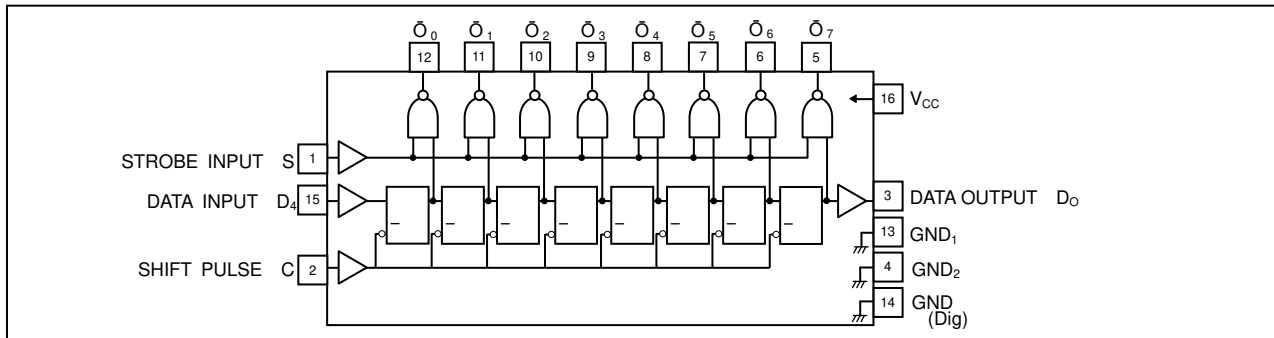 Ō0 Ō1 Ō2 Ō3 Ō4 Ō5 Ō6 Ō7
12 11 10 9 8 7 6 5
16 VCC
STROBE INPUT S 1
DATA INPUT D4 15
3 DATA OUTPUT DO
13 GND1
SHIFT PULSE C 2
4 GND2
14 GND
(Dig)